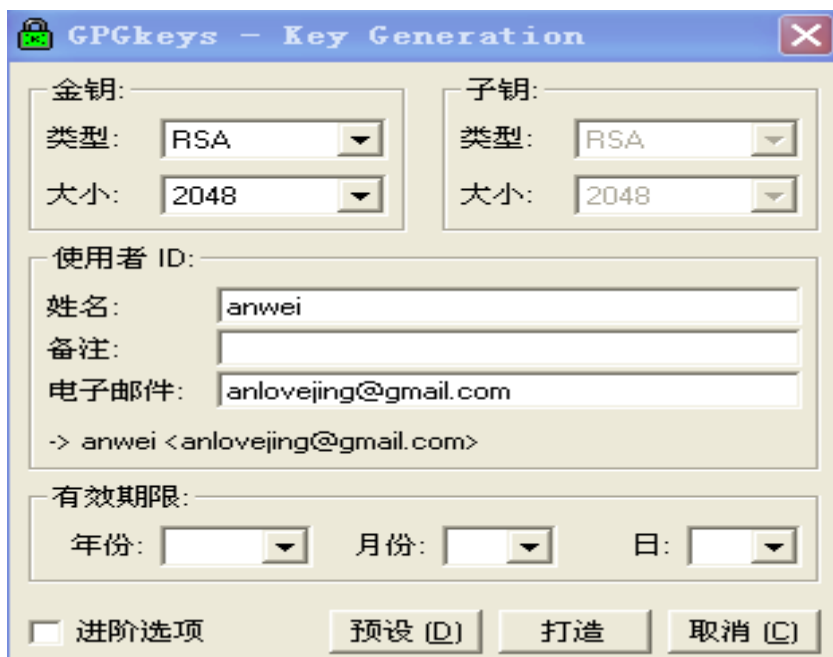 GPGkeys - Key Generation
金钥: 子钥:
类型: RSA 类型: RSA
大小: 2048 大小: 2048
使用者 ID:
姓名: anwei
备注:
电子邮件: anlovejing@gmail.com
-> anwei <anlovejing@gmail.com>
有效期限:
年份: 月份: 日:
进阶选项 预设 (D) 打造 取消 (C)